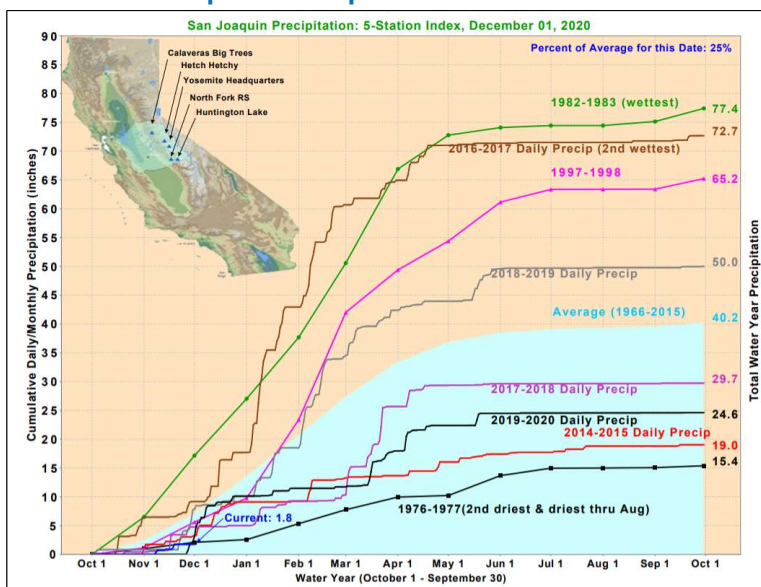 San Joaquin Precipitation: 5-Station Index, December 01, 2020
Percent of Average for this Date: 25%
Calaveras Big Trees
Hetch Hetchy
Yosemite Headquarters
North Fork RS
Huntington Lake
Cumulative Daily/Monthly Precipitation (inches)
90
85
80
75
70
65
60
55
50
45
40
35
30
25
20
15
10
5
0
1982-1983 (wettest)
77.4
2016-2017 Daily Precip (2nd wettest)
72.7
1997-1998
65.2
2018-2019 Daily Precip
50.0
Average (1966-2015)
40.2
2017-2018 Daily Precip
29.7
2019-2020 Daily Precip
24.6
2014-2015 Daily Precip
19.0
15.4
1976-1977(2nd driest & driest thru Aug)
Current: 1.8
Total Water Year Precipitation
Oct 1 Nov 1 Dec 1 Jan 1 Feb 1 Mar 1 Apr 1 May 1 Jun 1 Jul 1 Aug 1 Sep 1 Oct 1
Water Year (October 1 - September 30)